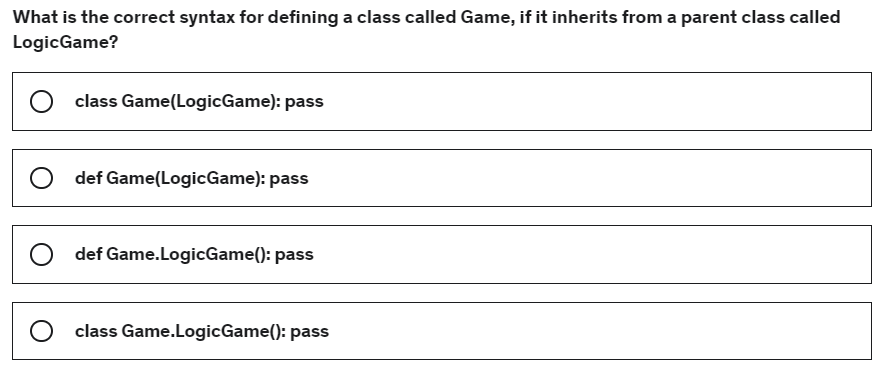 What is the correct syntax for defining a class called Game, if it inherits from a parent class called
LogicGame?
class Game(LogicGame): pass
def Game(LogicGame): pass
def Game.LogicGame(): pass
class Game.LogicGame(): pass